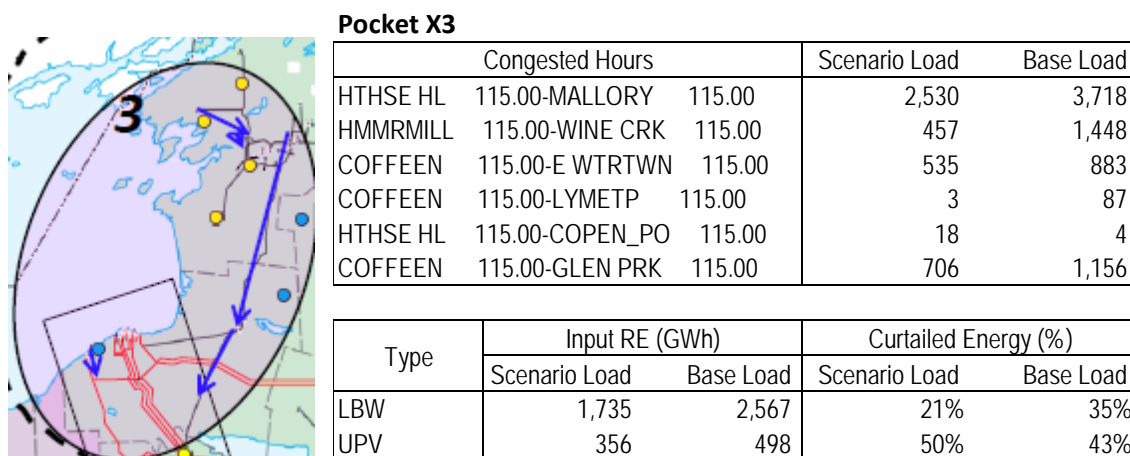 Pocket X3
3
Congested Hours Scenario Load Base Load
HTHSE HL 115.00-MALLORY 115.00 2,530 3,718
HMMRMILL 115.00-WINE CRK 115.00 457 1,448
COFFEEN 115.00-E WTRTWN 115.00 535 883
COFFEEN 115.00-LYMETP 115.00 3 87
HTHSE HL 115.00-COPEN_PO 115.00 18 4
COFFEEN 115.00-GLEN PRK 115.00 706 1,156
Type Input RE (GWh) Curtailed Energy (%)
Scenario Load Base Load Scenario Load Base Load
LBW 1,735 2,567 21% 35%
UPV 356 498 50% 43%